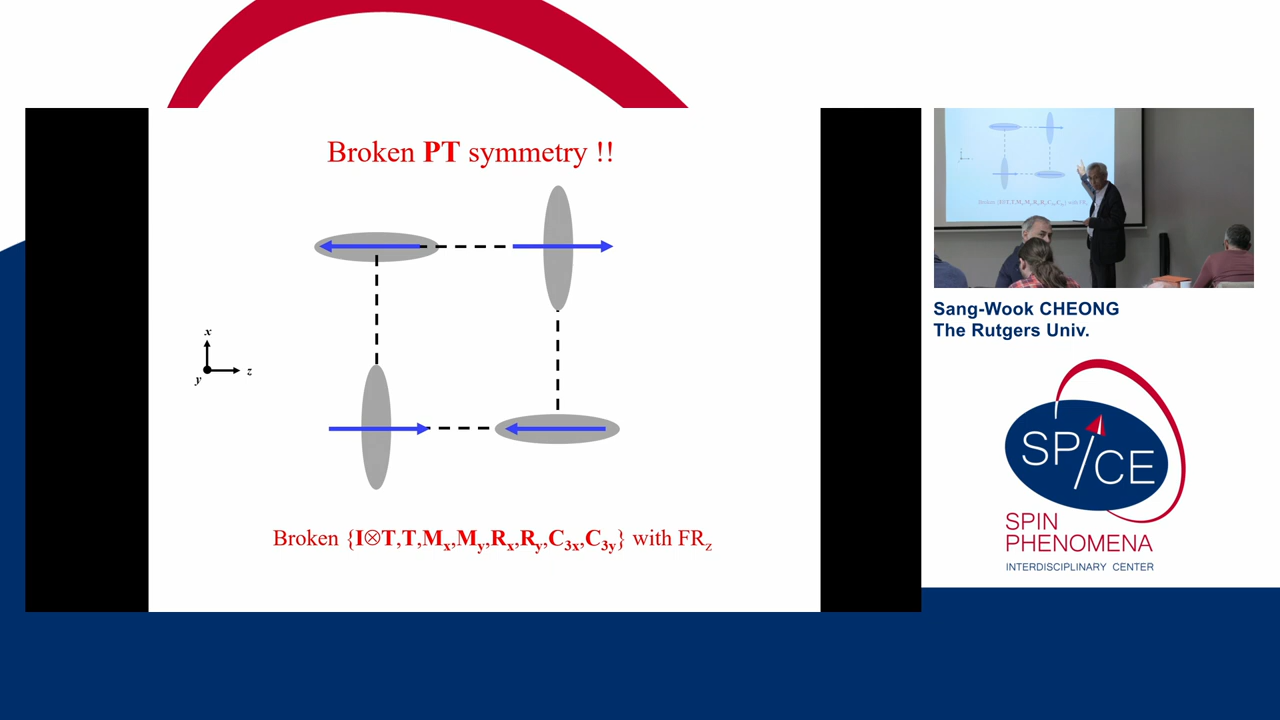 Broken PT symmetry !!
x
y
z
Broken {I⊗T,T,Mx,My,Rx,Ry,C3x,C3y} with FRz
Sang-Wook CHEONG
The Rutgers Univ.
SP/CE
SPIN
PHENOMENA
INTERDISCIPLINARY CENTER